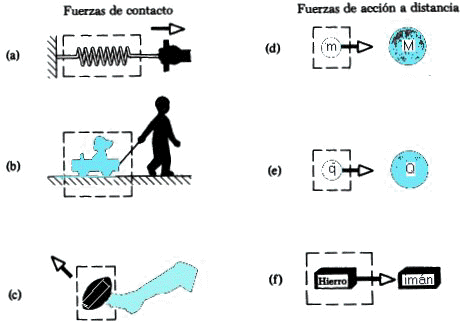 Fuerzas de contacto
(a)
(b)
(c)
Fuerzas de acción a distancia
(d) m M
(e) q Q
(f) Hierro imán